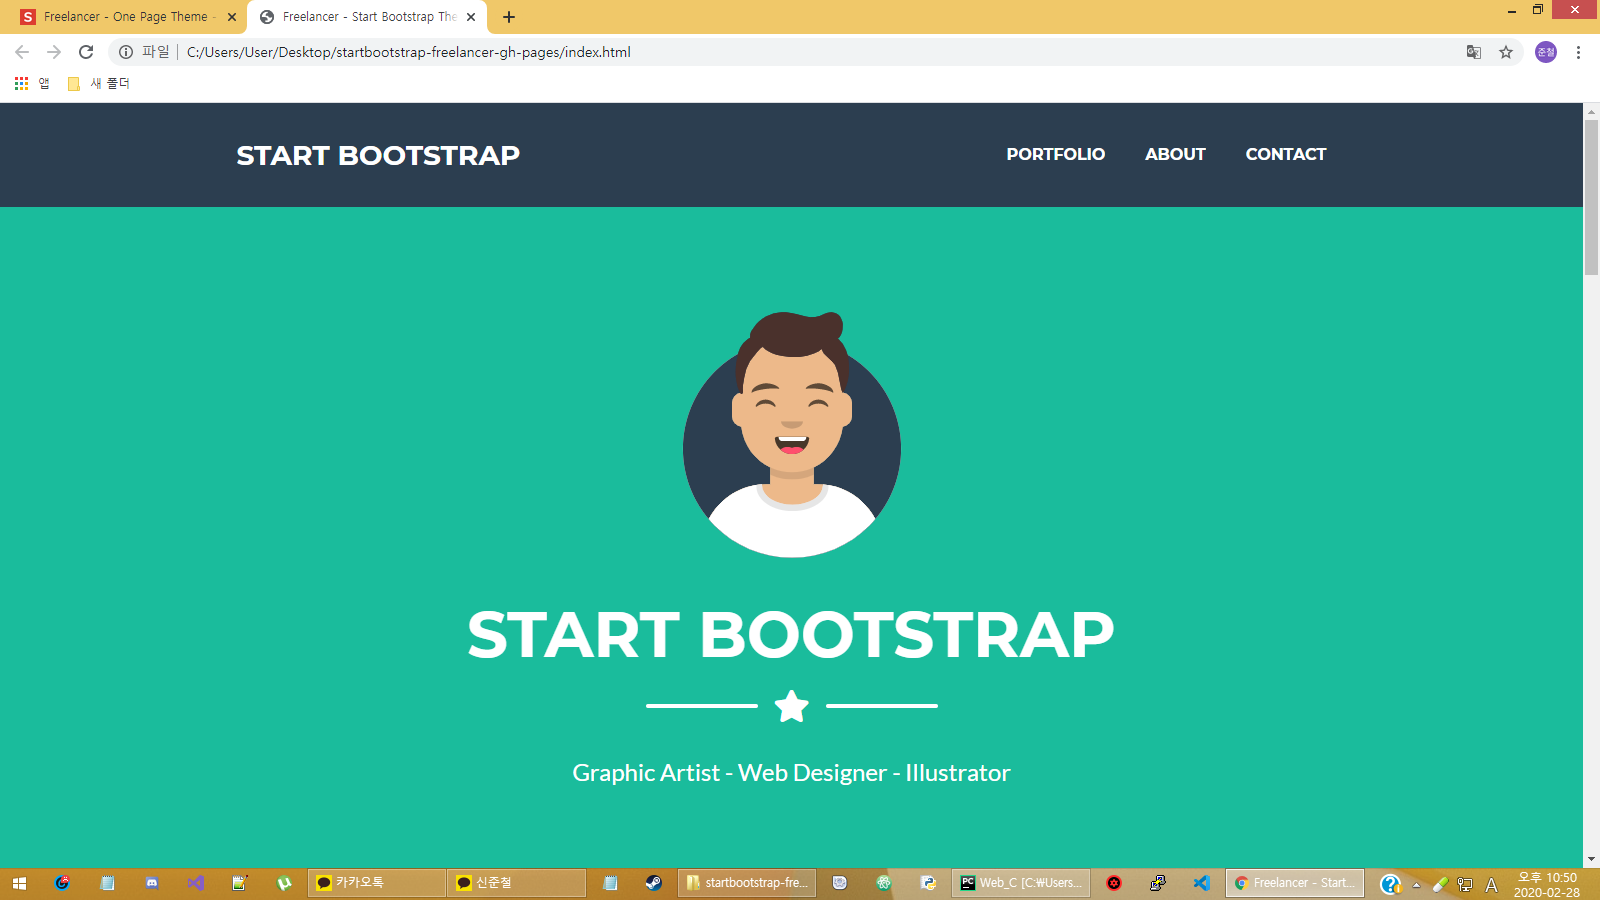 Freelancer - One Page Theme -
Freelancer - Start Bootstrap The
파일
C:/Users/User/Desktop/startbootstrap-freelancer-gh-pages/index.html
준철
앱
새 폴더
START BOOTSTRAP
PORTFOLIO
ABOUT
CONTACT
START BOOTSTRAP
Graphic Artist - Web Designer - Illustrator
카카오톡
신준철
startbootstrap-fre...
Web_C [C:₩Users...
Freelancer - Start...
A
오후 10:50
2020-02-28